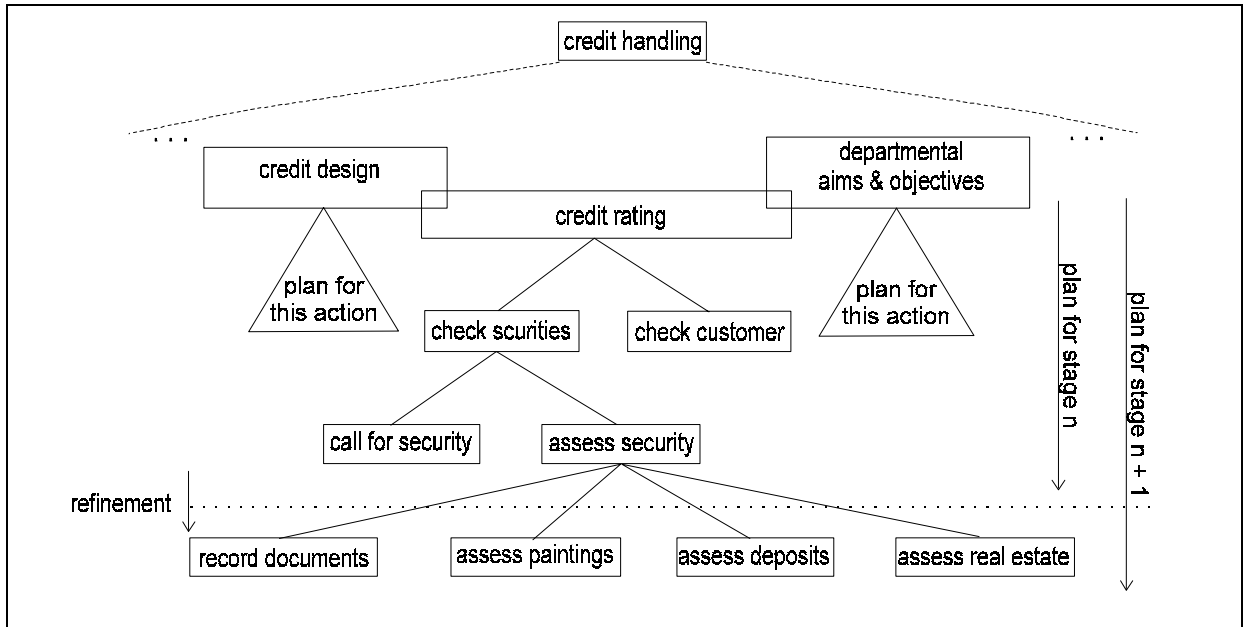 credit handling
. . .
. . .
credit design
departmental
aims & objectives
credit rating
plan for
this action
plan for
this action
check scurities
check customer
plan for stage n
plan for stage n + 1
call for security
assess security
refinement
record documents
assess paintings
assess deposits
assess real estate